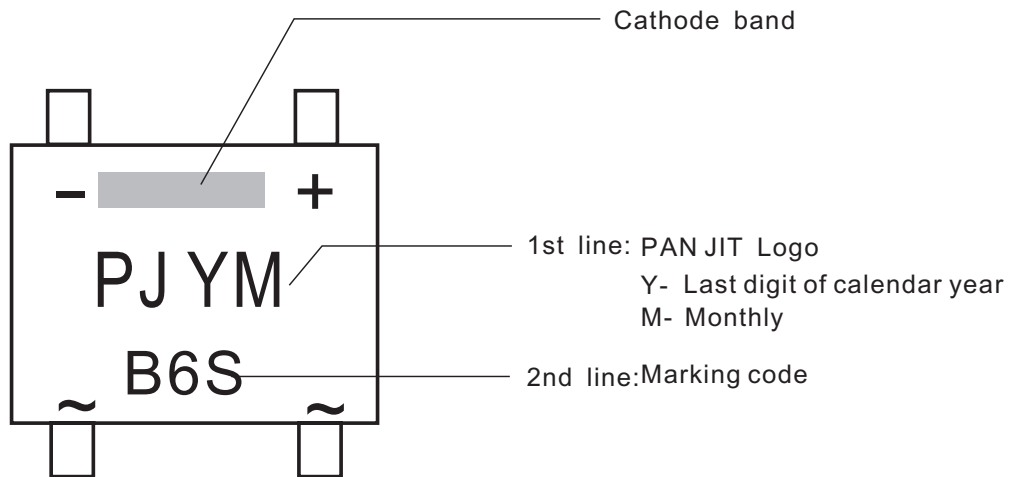 Cathode band
- +
PJ YM
1st line: PAN JIT Logo
Y- Last digit of calendar year
M- Monthly
B6S
2nd line:Marking code
~ ~